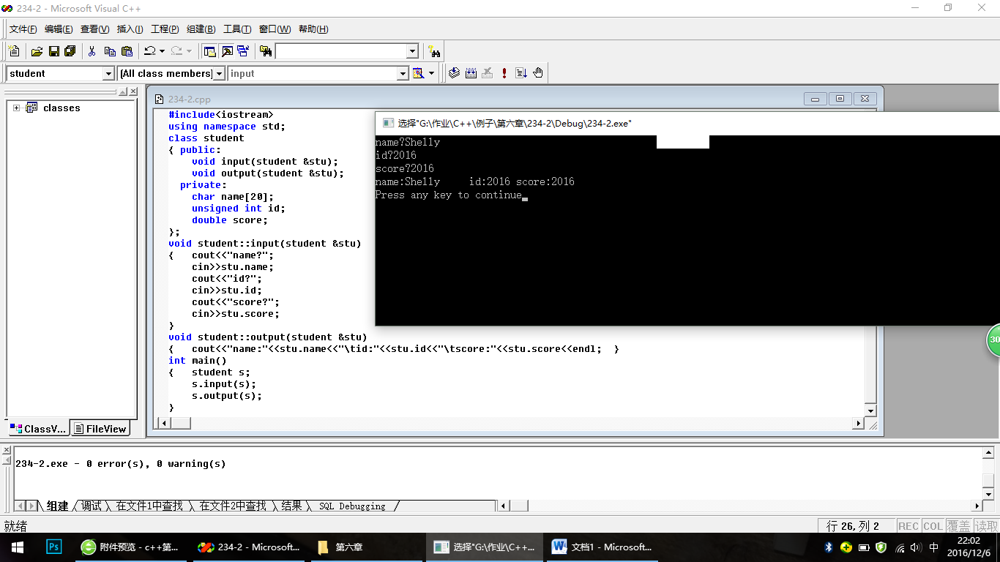 234-2 - Microsoft Visual C++
文件(F) 编辑(E) 查看(V) 插入(I) 工程(P) 组建(B) 工具(T) 窗口(W) 帮助(H)
student [All class members] input
classes
234-2.cpp
#include<iostream>
using namespace std;
class student
{ public:
void input(student &stu);
void output(student &stu);
private:
char name[20];
unsigned int id;
double score;
};
void student::input(student &stu)
{ cout<<"name?";
cin>>stu.name;
cout<<"id?";
cin>>stu.id;
cout<<"score?";
cin>>stu.score;
}
void student::output(student &stu)
{ cout<<"name:"<<stu.name<<"\tid:"<<stu.id<<"\tscore:"<<stu.score<<endl; }
int main()
{ student s;
s.input(s);
s.output(s);
}
选择"G:\作业\C++\例子\第六章\234-2\Debug\234-2.exe"
name?Shelly
id?2016
score?2016
name:Shelly id:2016 score:2016
Press any key to continue
30
ClassV... FileView
234-2.exe - 0 error(s), 0 warning(s)
组建 调试 在文件1中查找 在文件2中查找 结果 SQL Debugging
就绪 行 26, 列 2 REC COL 覆盖 读取
Ps 附件预览 - c++第... 234-2 - Microsoft... 第六章 选择"G:\作业\C++... 文档1 - Microsoft... 中 22:02
2016/12/6